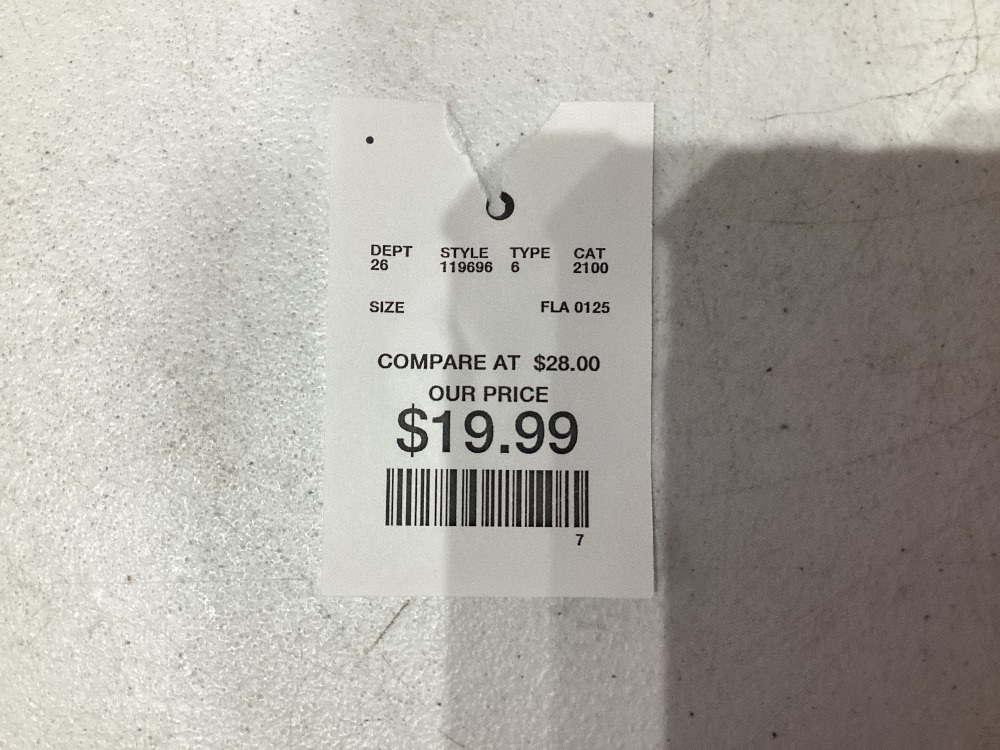 DEPT STYLE TYPE CAT
26 119696 6 2100
SIZE FLA 0125
COMPARE AT $28.00
OUR PRICE
$19.99
7